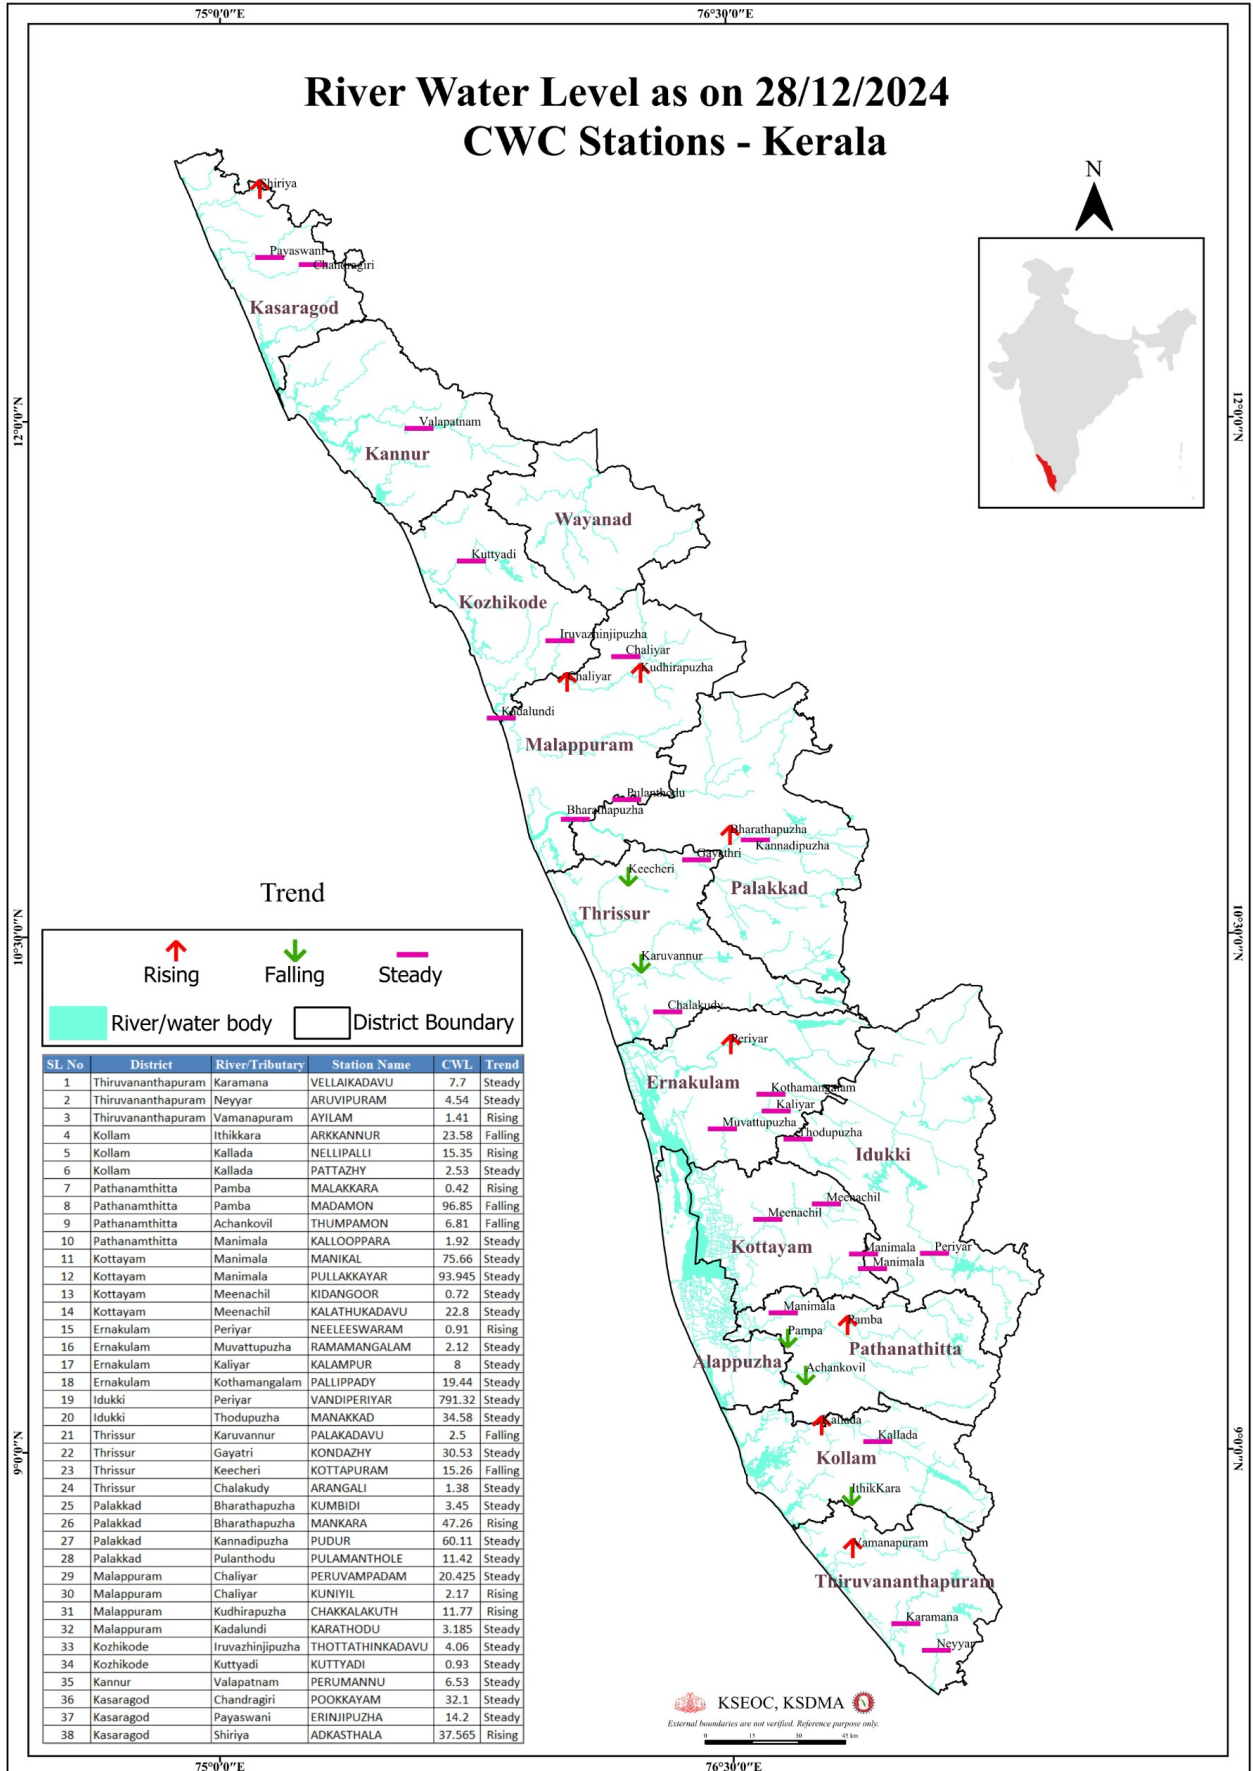 75°0'0"E 76°30'0"E
River Water Level as on 28/12/2024
CWC Stations - Kerala
N
Shiriya
Payaswani
Chandragiri
Kasaragod
12°0'0"N
12°0'0"N
Valapatnam
Kannur
Wayanad
Kuttyadi
Kozhikode
Iruvazhinjipuzha
Chaliyar
Kudhirapuzha
Chaliyar
Kadalundi
Malappuram
Pulanthodu
Bharathapuzha
Bharathapuzha
Kannadipuzha
Gayathri
Keecheri
Palakkad
Thrissur
10°30'0"N
10°30'0"N
Karuvannur
Chalakudy
Periyar
Ernakulam
Kothamangalam
Kaliyar
Muvattupuzha
Thodupuzha
Idukki
Meenachil
Meenachil
Kottayam
Manimala
Periyar
Manimala
Manimala
Pamba
Pampa
Pathanathitta
Alappuzha
Achankovil
Kallada
Kallada
Kollam
9°0'0"N
9°0'0"N
IthikKara
Vamanapuram
Thiruvananthapuram
Karamana
Neyyar
Trend
Rising Falling Steady
River/water body District Boundary
SL No District River/Tributary Station Name CWL Trend
1 Thiruvananthapuram Karamana VELLAIKADAVU 7.7 Steady
2 Thiruvananthapuram Neyyar ARUVIPURAM 4.54 Steady
3 Thiruvananthapuram Vamanapuram AYILAM 1.41 Rising
4 Kollam Ithikkara ARKKANNUR 23.58 Falling
5 Kollam Kallada NELLIPALLI 15.35 Rising
6 Kollam Kallada PATTAZHY 2.53 Steady
7 Pathanamthitta Pamba MALAKKARA 0.42 Rising
8 Pathanamthitta Pamba MADAMON 96.85 Falling
9 Pathanamthitta Achankovil THUMPAMON 6.81 Falling
10 Pathanamthitta Manimala KALLOOPPARA 1.92 Steady
11 Kottayam Manimala MANIKAL 75.66 Steady
12 Kottayam Manimala PULLAKKAYAR 93.945 Steady
13 Kottayam Meenachil KIDANGOOR 0.72 Steady
14 Kottayam Meenachil KALATHUKADAVU 22.8 Steady
15 Ernakulam Periyar NEELEESWARAM 0.91 Rising
16 Ernakulam Muvattupuzha RAMAMANGALAM 2.12 Steady
17 Ernakulam Kaliyar KALAMPUR 8 Steady
18 Ernakulam Kothamangalam PALLIPPADY 19.44 Steady
19 Idukki Periyar VANDIPERIYAR 791.32 Steady
20 Idukki Thodupuzha MANAKKAD 34.58 Steady
21 Thrissur Karuvannur PALAKADAVU 2.5 Falling
22 Thrissur Gayatri KONDAZHY 30.53 Steady
23 Thrissur Keecheri KOTTAPURAM 15.26 Falling
24 Thrissur Chalakudy ARANGALI 1.38 Steady
25 Palakkad Bharathapuzha KUMBIDI 3.45 Steady
26 Palakkad Bharathapuzha MANKARA 47.26 Rising
27 Palakkad Kannadipuzha PUDUR 60.11 Steady
28 Palakkad Pulanthodu PULAMANTHOLE 11.42 Steady
29 Malappuram Chaliyar PERUVAMPADAM 20.425 Steady
30 Malappuram Chaliyar KUNIYIL 2.17 Rising
31 Malappuram Kudhirapuzha CHAKKALAKUTH 11.77 Rising
32 Malappuram Kadalundi KARATHODU 3.185 Steady
33 Kozhikode Iruvazhinjipuzha THOTTATHINKADAVU 4.06 Steady
34 Kozhikode Kuttyadi KUTTYADI 0.93 Steady
35 Kannur Valapatnam PERUMANNU 6.53 Steady
36 Kasaragod Chandragiri POOKKAYAM 32.1 Steady
37 Kasaragod Payaswani ERINJIPUZHA 14.2 Steady
38 Kasaragod Shiriya ADKASTHALA 37.565 Rising
KSEOC, KSDMA
External boundaries are not verified. Reference purpose only.
0 15 30 45 km
75°0'0"E 76°30'0"E